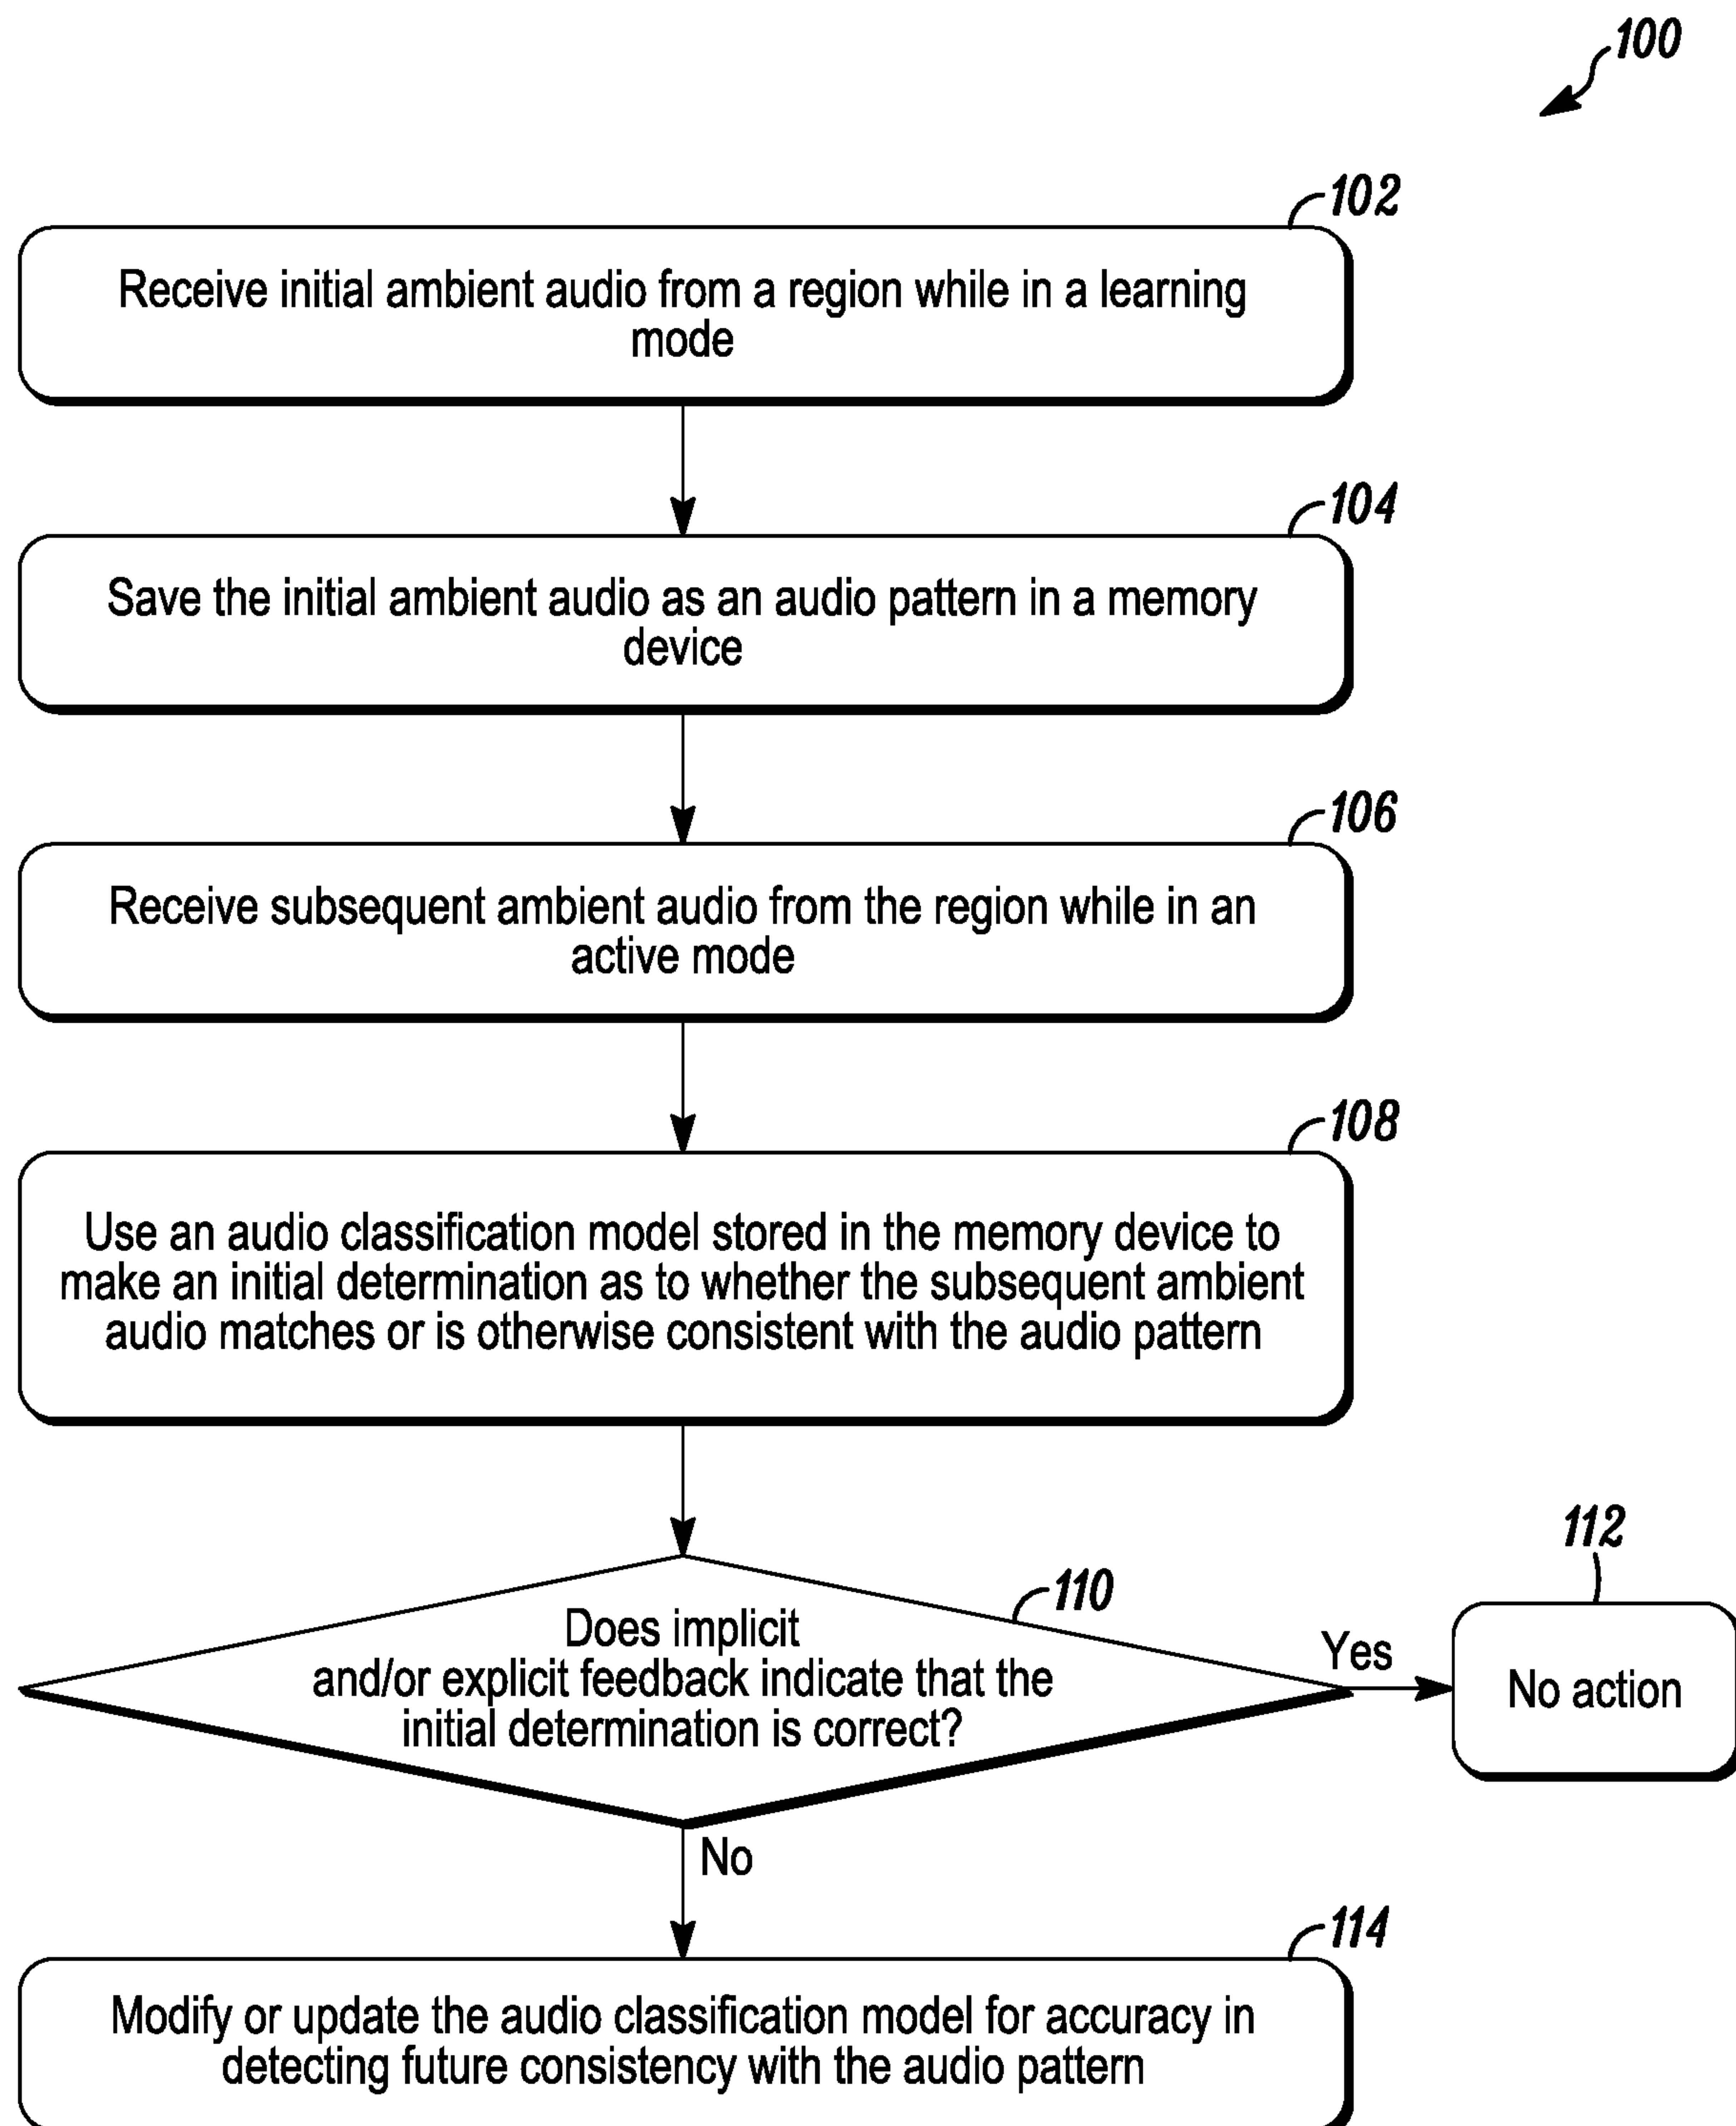 100
102
Receive initial ambient audio from a region while in a learning
mode
104
Save the initial ambient audio as an audio pattern in a memory
device
106
Receive subsequent ambient audio from the region while in an
active mode
108
Use an audio classification model stored in the memory device to
make an initial determination as to whether the subsequent ambient
audio matches or is otherwise consistent with the audio pattern
110
Does implicit
and/or explicit feedback indicate that the
initial determination is correct?
Yes
112
No action
No
114
Modify or update the audio classification model for accuracy in
detecting future consistency with the audio pattern